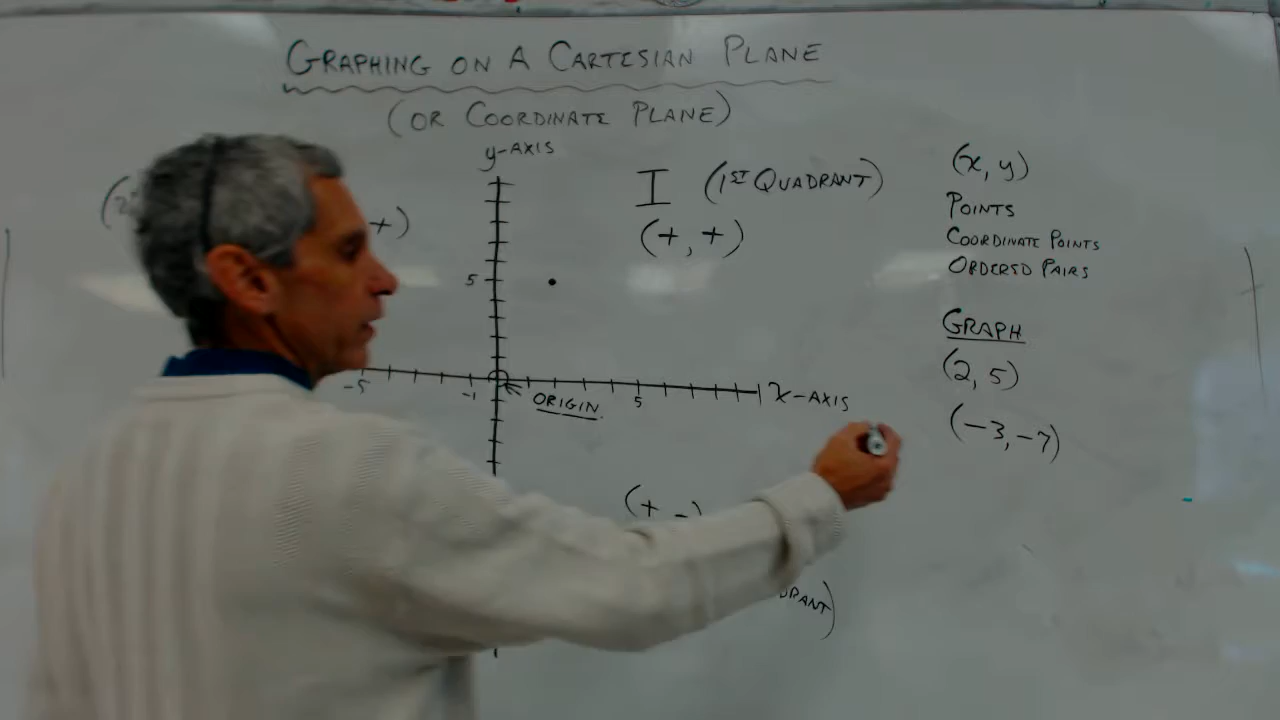 GRAPHING ON A CARTESIAN PLANE
(OR COORDINATE PLANE)
y-AXIS
I (1ST QUADRANT)
(+, +)
+)
5
-5
-1
ORIGIN
5
X-AXIS
(+ -)
(x, y)
POINTS
COORDINATE POINTS
ORDERED PAIRS
GRAPH
(2, 5)
(-3, -7)